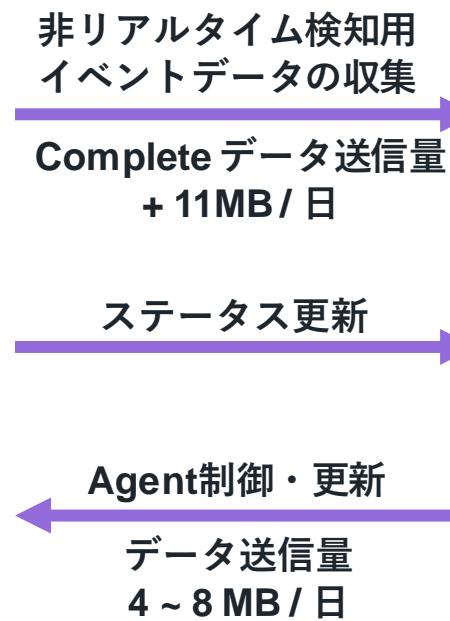 非リアルタイム検知用
イベントデータの収集
Complete データ送信量
+ 11MB / 日
ステータス更新
Agent制御・更新
データ送信量
4 ~ 8 MB / 日